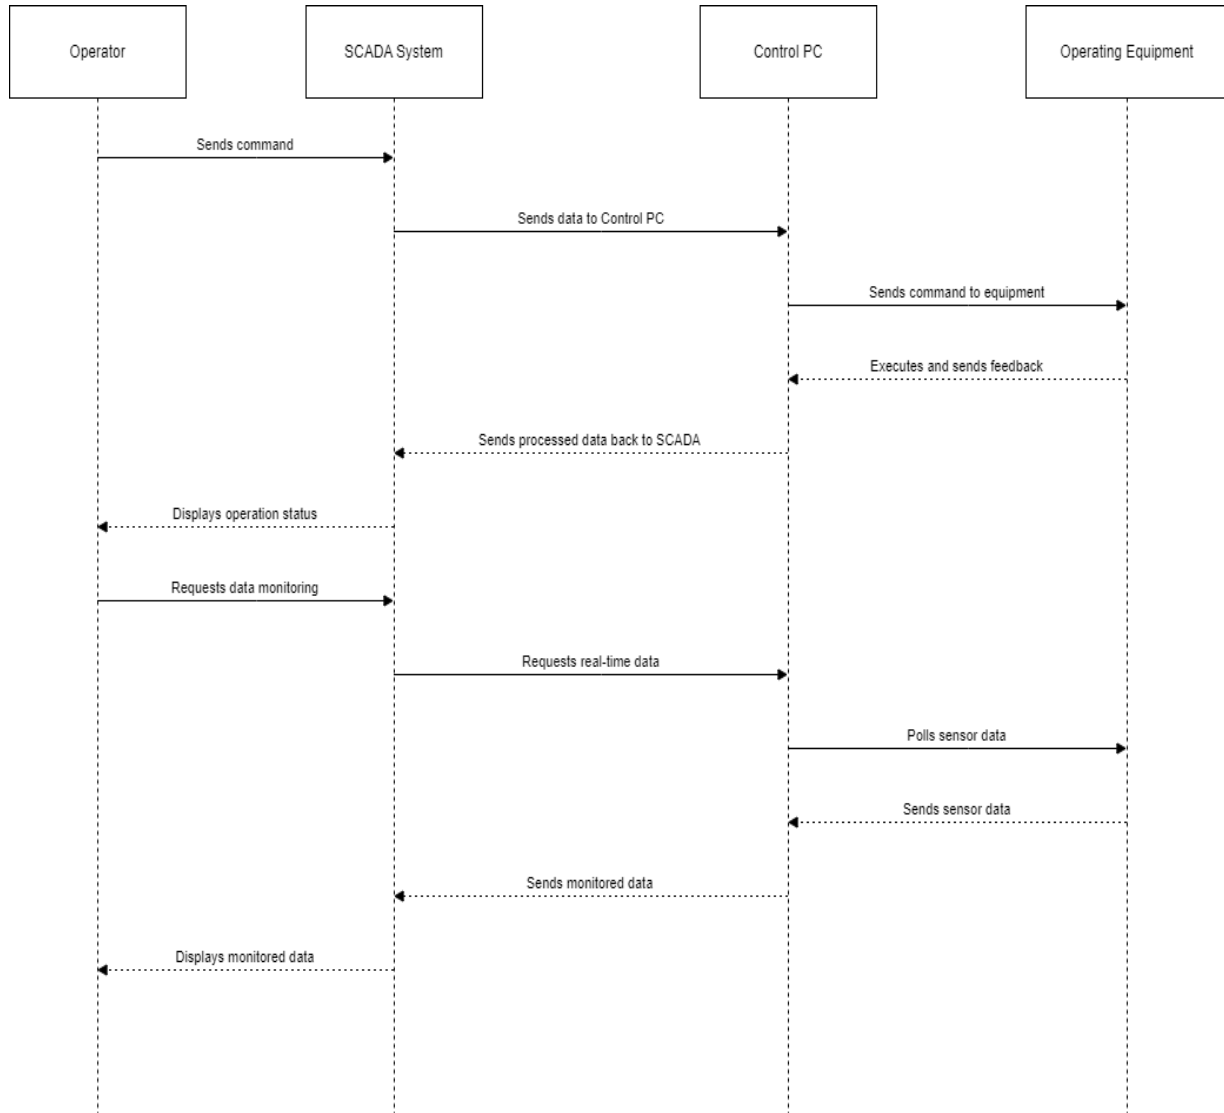 Operator
SCADA System
Control PC
Operating Equipment
Sends command
Sends data to Control PC
Sends command to equipment
Executes and sends feedback
Sends processed data back to SCADA
Displays operation status
Requests data monitoring
Requests real-time data
Polls sensor data
Sends sensor data
Sends monitored data
Displays monitored data